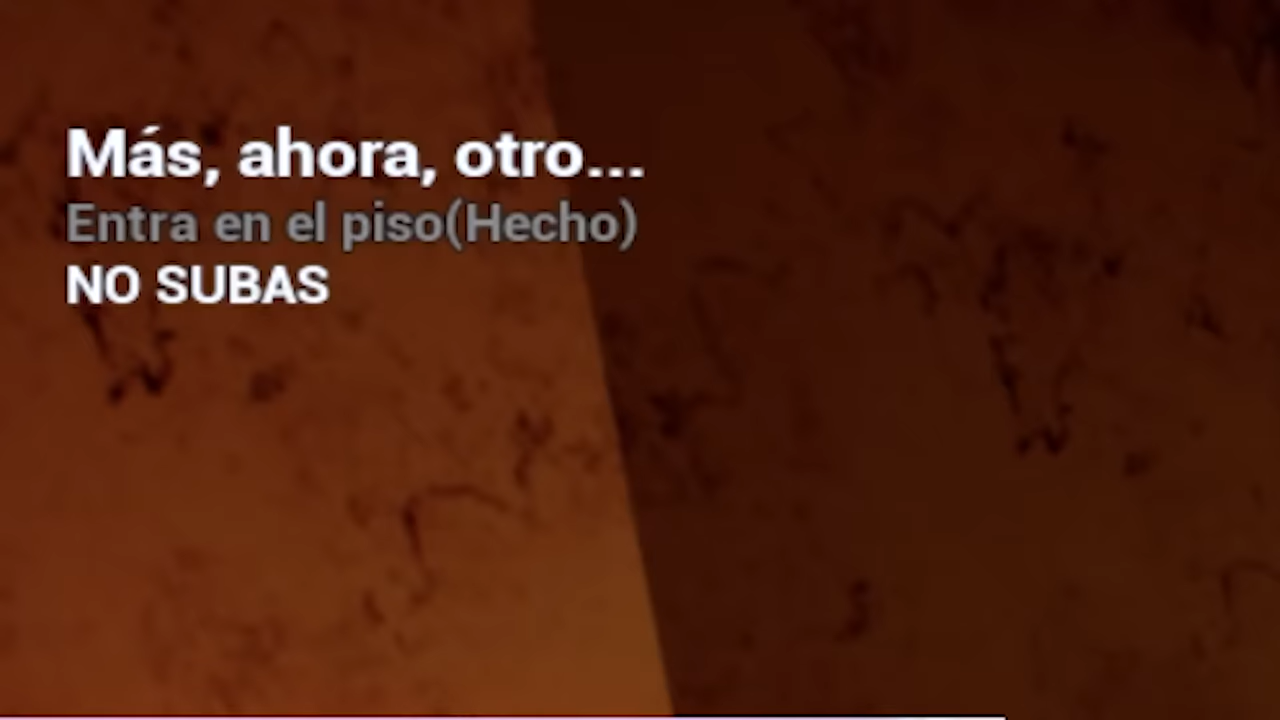 Más, ahora, otro...
Entra en el piso(Hecho)
NO SUBAS